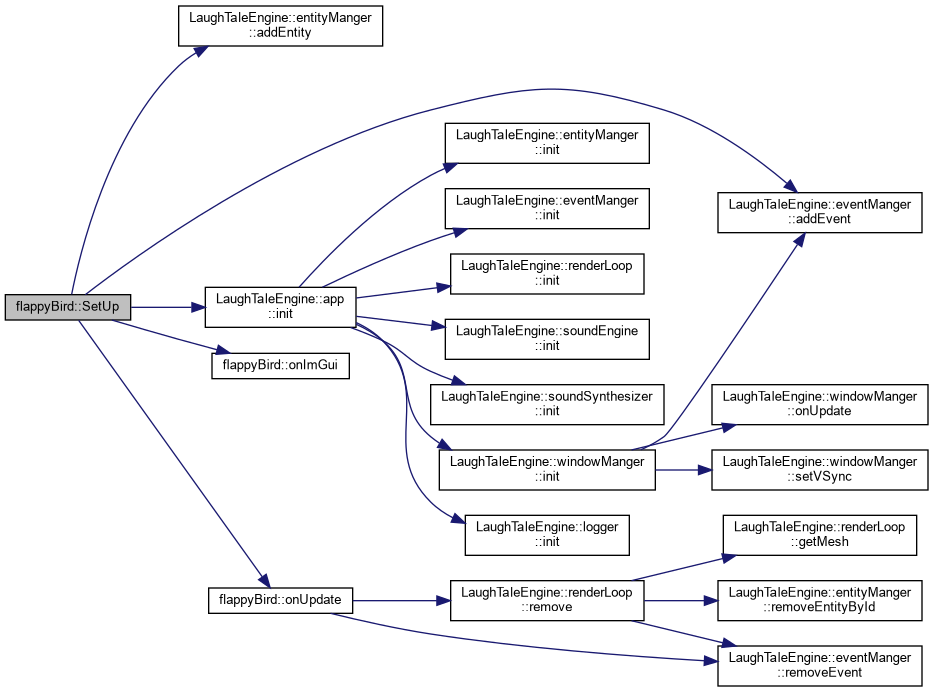 LaughTaleEngine::entityManger
::addEntity
LaughTaleEngine::entityManger
::init
LaughTaleEngine::eventManger
::init
LaughTaleEngine::eventManger
::addEvent
LaughTaleEngine::renderLoop
::init
flappyBird::SetUp
LaughTaleEngine::app
::init
LaughTaleEngine::soundEngine
::init
flappyBird::onImGui
LaughTaleEngine::soundSynthesizer
::init
LaughTaleEngine::windowManger
::onUpdate
LaughTaleEngine::windowManger
::init
LaughTaleEngine::windowManger
::setVSync
LaughTaleEngine::logger
::init
LaughTaleEngine::renderLoop
::getMesh
flappyBird::onUpdate
LaughTaleEngine::renderLoop
::remove
LaughTaleEngine::entityManger
::removeEntityById
LaughTaleEngine::eventManger
::removeEvent